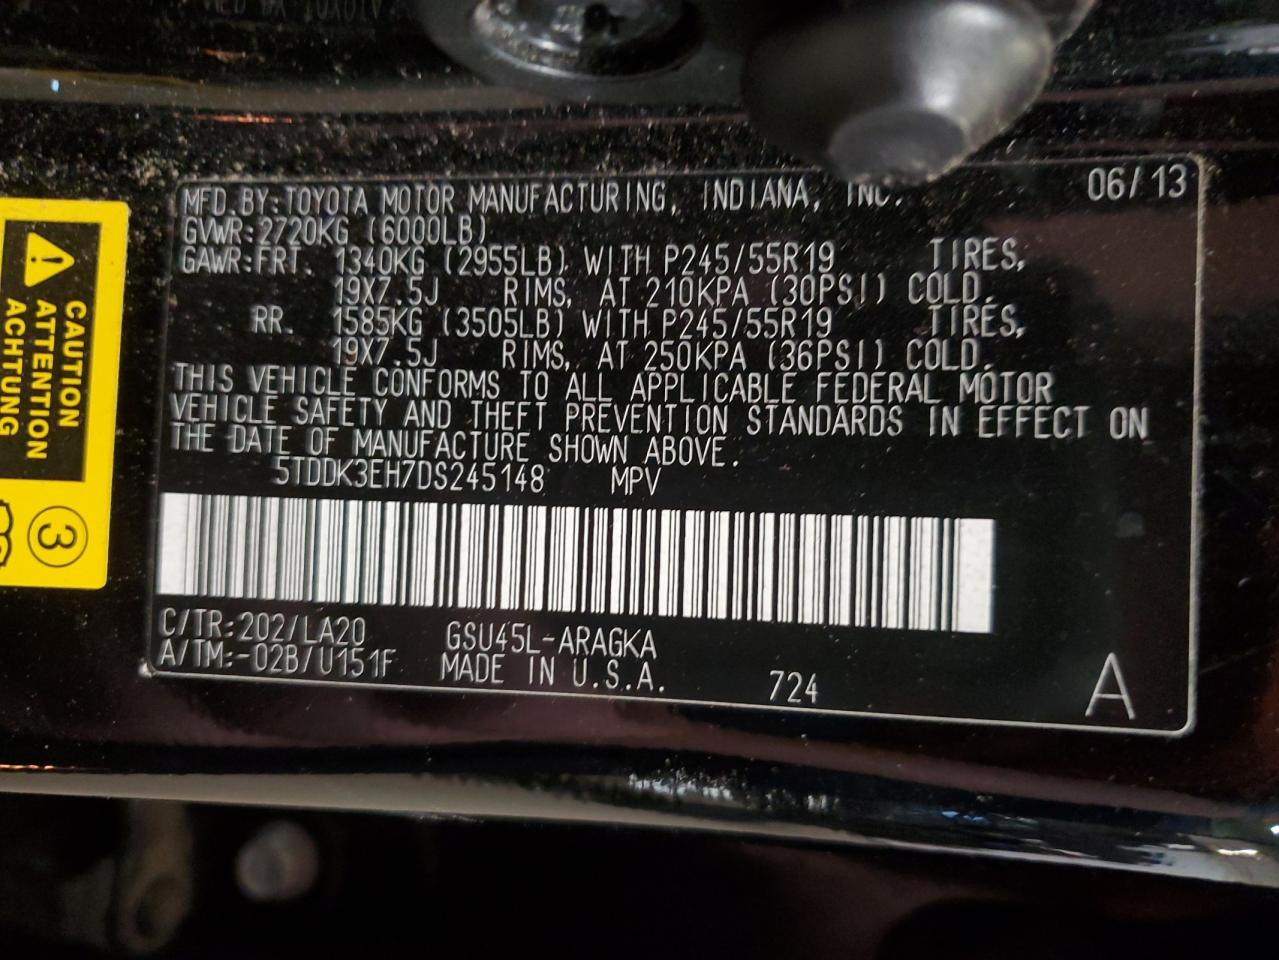 MFD. BY: TOYOTA MOTOR MANUFACTURING, INDIANA, INC. 06/13
GVWR: 2720KG (6000LB)
GAWR: FRT. 1340KG (2955LB) WITH P245/55R19 TIRES,
19X7.5J RIMS, AT 210KPA (30PSI) COLD.
RR. 1585KG (3505LB) WITH P245/55R19 TIRES,
19X7.5J RIMS, AT 250KPA (36PSI) COLD.
THIS VEHICLE CONFORMS TO ALL APPLICABLE FEDERAL MOTOR
VEHICLE SAFETY AND THEFT PREVENTION STANDARDS IN EFFECT ON
THE DATE OF MANUFACTURE SHOWN ABOVE.
5TDDK3EH7DS245148 MPV
C/TR: 202/LA20 GSU45L-ARAGKA
A/TM: -02B/U151F MADE IN U.S.A. 724 A
CAUTION
ATTENTION
ACHTUNG
3